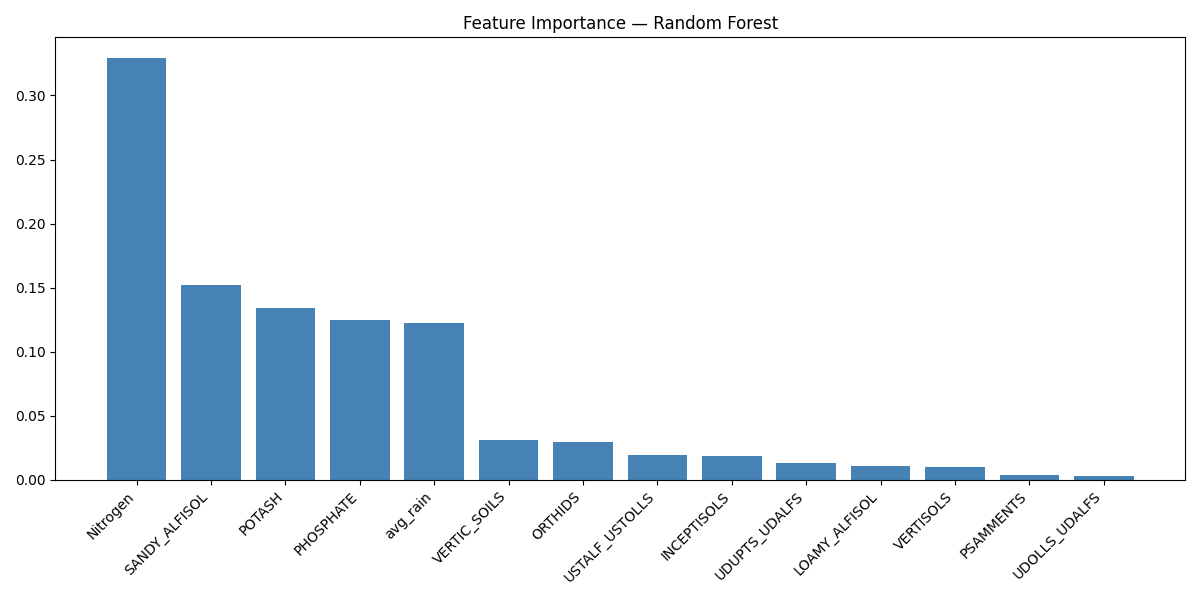 Feature Importance — Random Forest
0.30
0.25
0.20
0.15
0.10
0.05
0.00
Nitrogen
SANDY_ALFISOL
POTASH
PHOSPHATE
avg_rain
VERTIC_SOILS
ORTHIDS
USTALF_USTOLLS
INCEPTISOLS
UDUPTS_UDALFS
LOAMY_ALFISOL
VERTISOLS
PSAMMENTS
UDOLLS_UDALFS